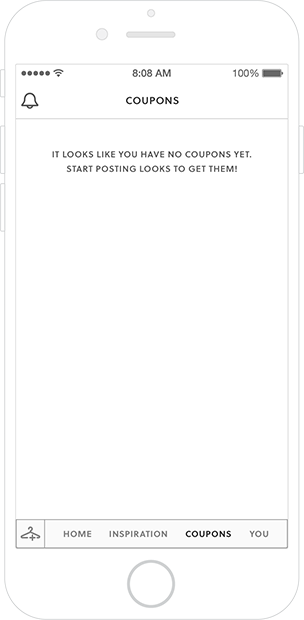 8:08 AM 100%
COUPONS
IT LOOKS LIKE YOU HAVE NO COUPONS YET.
START POSTING LOOKS TO GET THEM!
HOME INSPIRATION COUPONS YOU